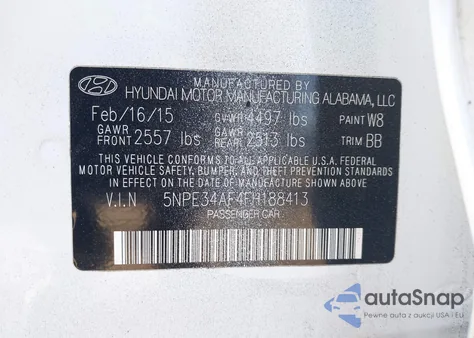 MANUFACTURED BY
HYUNDAI MOTOR MANUFACTURING ALABAMA, LLC
Feb/16/15 GVWR 4497 lbs PAINT W8
GAWR FRONT 2557 lbs GAWR REAR 2513 lbs TRIM BB
THIS VEHICLE CONFORMS TO ALL APPLICABLE U.S.A. FEDERAL
MOTOR VEHICLE SAFETY, BUMPER, AND THEFT PREVENTION
STANDARDS IN EFFECT ON THE DATE OF MANUFACTURE SHOWN ABOVE.
V.I.N 5NPE34AF4FH188413
PASSENGER CAR
autoSnap
Pewne auta z aukcji USA i EU